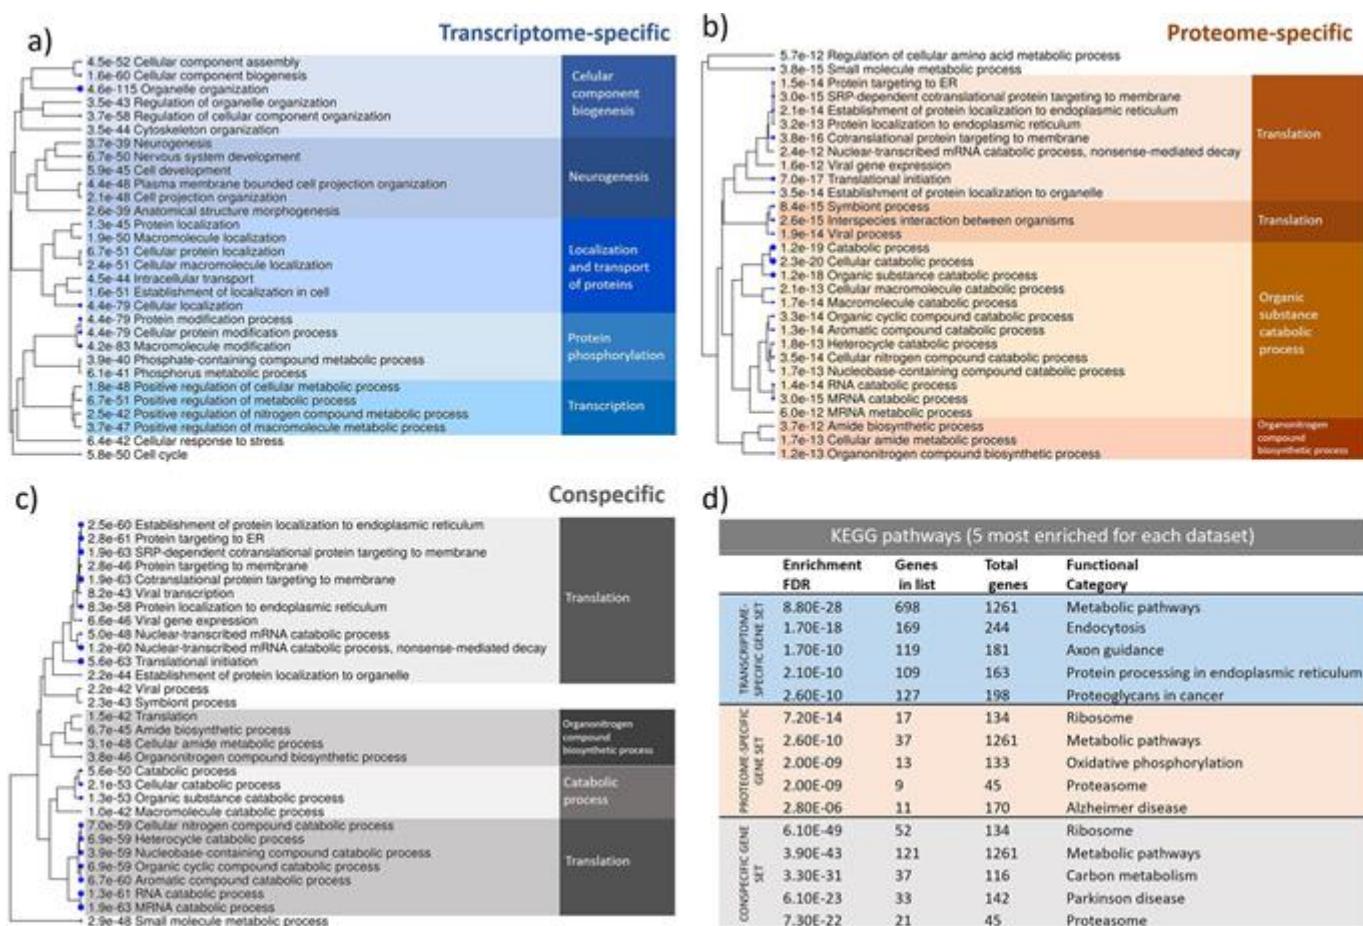 a)
Transcriptome-specific
4.5e-52 Cellular component assembly
1.6e-60 Cellular component biogenesis
4.6e-115 Organelle organization
3.5e-43 Regulation of organelle organization
3.7e-58 Regulation of cellular component organization
3.5e-44 Cytoskeleton organization
Celular
component
biogenesis
3.7e-39 Neurogenesis
6.7e-50 Nervous system development
5.9e-45 Cell development
4.4e-48 Plasma membrane bounded cell projection organization
2.1e-48 Cell projection organization
2.6e-39 Anatomical structure morphogenesis
Neurogenesis
1.3e-45 Protein localization
1.9e-50 Macromolecule localization
6.7e-51 Cellular protein localization
2.4e-51 Cellular macromolecule localization
4.5e-44 Intracellular transport
1.6e-51 Establishment of localization in cell
4.4e-79 Cellular localization
Localization
and transport
of proteins
4.4e-79 Protein modification process
4.4e-79 Cellular protein modification process
4.2e-83 Macromolecule modification
3.9e-40 Phosphate-containing compound metabolic process
6.1e-41 Phosphorus metabolic process
Protein
phosphorylation
1.8e-48 Positive regulation of cellular metabolic process
6.7e-51 Positive regulation of metabolic process
2.5e-42 Positive regulation of nitrogen compound metabolic process
3.7e-47 Positive regulation of macromolecule metabolic process
Transcription
6.4e-42 Cellular response to stress
5.8e-50 Cell cycle
b)
Proteome-specific
5.7e-12 Regulation of cellular amino acid metabolic process
3.8e-15 Small molecule metabolic process
1.5e-14 Protein targeting to ER
3.0e-15 SRP-dependent cotranslational protein targeting to membrane
2.1e-14 Establishment of protein localization to endoplasmic reticulum
3.2e-13 Protein localization to endoplasmic reticulum
3.8e-16 Cotranslational protein targeting to membrane
2.4e-12 Nuclear-transcribed mRNA catabolic process, nonsense-mediated decay
1.6e-12 Viral gene expression
7.0e-17 Translational initiation
3.5e-14 Establishment of protein localization to organelle
Translation
8.4e-15 Symbiont process
2.6e-15 Interspecies interaction between organisms
1.9e-14 Viral process
Translation
1.2e-19 Catabolic process
2.3e-20 Cellular catabolic process
1.2e-18 Organic substance catabolic process
2.1e-13 Cellular macromolecule catabolic process
1.7e-14 Macromolecule catabolic process
3.3e-14 Organic cyclic compound catabolic process
1.3e-14 Aromatic compound catabolic process
1.8e-13 Heterocycle catabolic process
3.5e-14 Cellular nitrogen compound catabolic process
1.7e-13 Nucleobase-containing compound catabolic process
1.4e-14 RNA catabolic process
3.0e-15 MRNA catabolic process
6.0e-12 MRNA metabolic process
Organic
substance
catabolic
process
3.7e-12 Amide biosynthetic process
1.7e-13 Cellular amide metabolic process
1.2e-13 Organonitrogen compound biosynthetic process
Organonitrogen
compound
biosynthetic process
c)
Conspecific
2.5e-60 Establishment of protein localization to endoplasmic reticulum
2.8e-61 Protein targeting to ER
1.9e-63 SRP-dependent cotranslational protein targeting to membrane
2.8e-46 Protein targeting to membrane
1.9e-63 Cotranslational protein targeting to membrane
8.2e-43 Viral transcription
8.3e-58 Protein localization to endoplasmic reticulum
6.6e-46 Viral gene expression
5.0e-48 Nuclear-transcribed mRNA catabolic process
1.2e-60 Nuclear-transcribed mRNA catabolic process, nonsense-mediated decay
5.6e-63 Translational initiation
2.2e-44 Establishment of protein localization to organelle
Translation
2.2e-42 Viral process
2.3e-43 Symbiont process
1.5e-42 Translation
6.7e-45 Amide biosynthetic process
3.1e-48 Cellular amide metabolic process
3.8e-46 Organonitrogen compound biosynthetic process
Organonitrogen
compound
biosynthetic process
5.6e-50 Catabolic process
2.1e-53 Cellular catabolic process
1.3e-53 Organic substance catabolic process
1.0e-42 Macromolecule catabolic process
Catabolic
process
7.0e-59 Cellular nitrogen compound catabolic process
6.9e-59 Heterocycle catabolic process
3.9e-59 Nucleobase-containing compound catabolic process
6.9e-59 Organic cyclic compound catabolic process
6.7e-60 Aromatic compound catabolic process
1.3e-61 RNA catabolic process
1.9e-63 MRNA catabolic process
Translation
2.9e-48 Small molecule metabolic process
d)
KEGG pathways (5 most enriched for each dataset)
Enrichment FDR Genes in list Total genes Functional Category
TRANSCRIPTOME-SPECIFIC GENE SET
8.80E-28 698 1261 Metabolic pathways
1.70E-18 169 244 Endocytosis
1.70E-10 119 181 Axon guidance
2.10E-10 109 163 Protein processing in endoplasmic reticulum
2.60E-10 127 198 Proteoglycans in cancer
PROTEOME-SPECIFIC GENE SET
7.20E-14 17 134 Ribosome
2.60E-10 37 1261 Metabolic pathways
2.00E-09 13 133 Oxidative phosphorylation
2.00E-09 9 45 Proteasome
2.80E-06 11 170 Alzheimer disease
CONSPECIFIC GENE SET
6.10E-49 52 134 Ribosome
3.90E-43 121 1261 Metabolic pathways
3.30E-31 37 116 Carbon metabolism
6.10E-23 33 142 Parkinson disease
7.30E-22 21 45 Proteasome